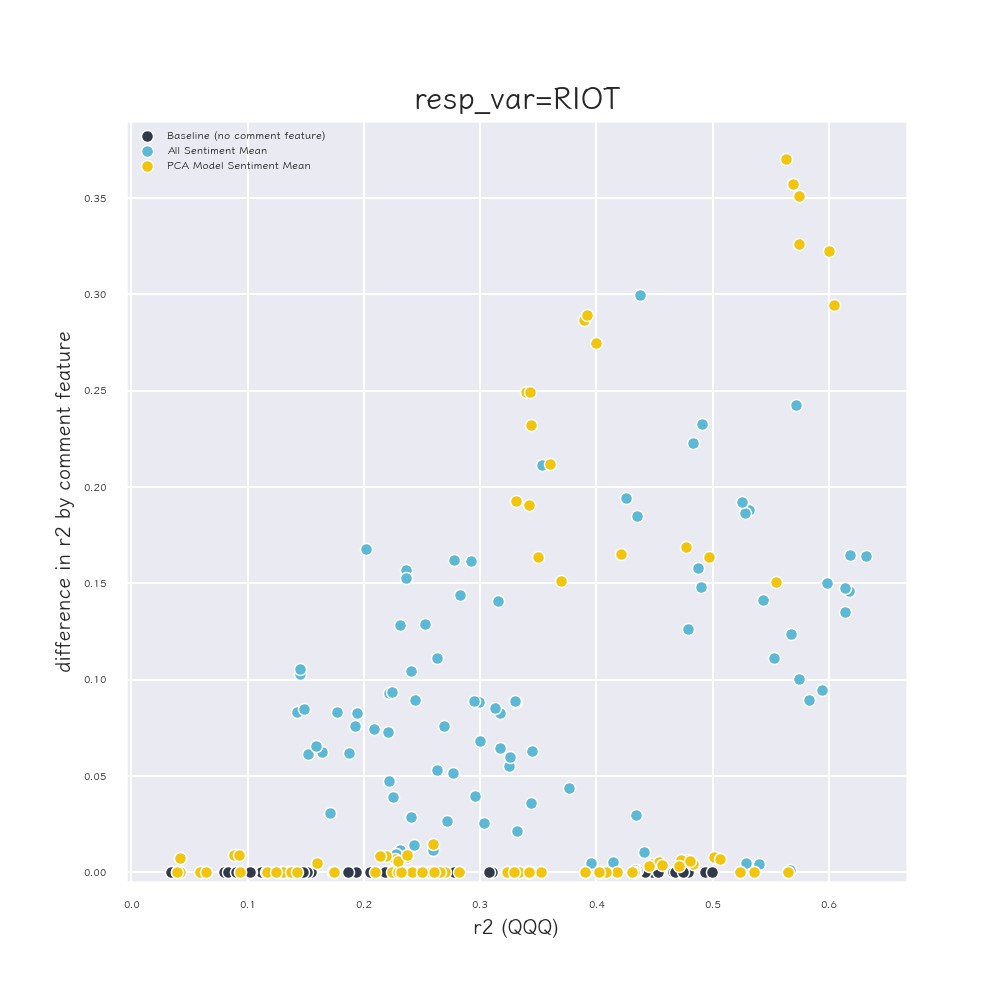 resp_var=RIOT
Baseline (no comment feature)
All Sentiment Mean
PCA Model Sentiment Mean
difference in r2 by comment feature
0.35
0.30
0.25
0.20
0.15
0.10
0.05
0.00
0.0 0.1 0.2 0.3 0.4 0.5 0.6
r2 (QQQ)